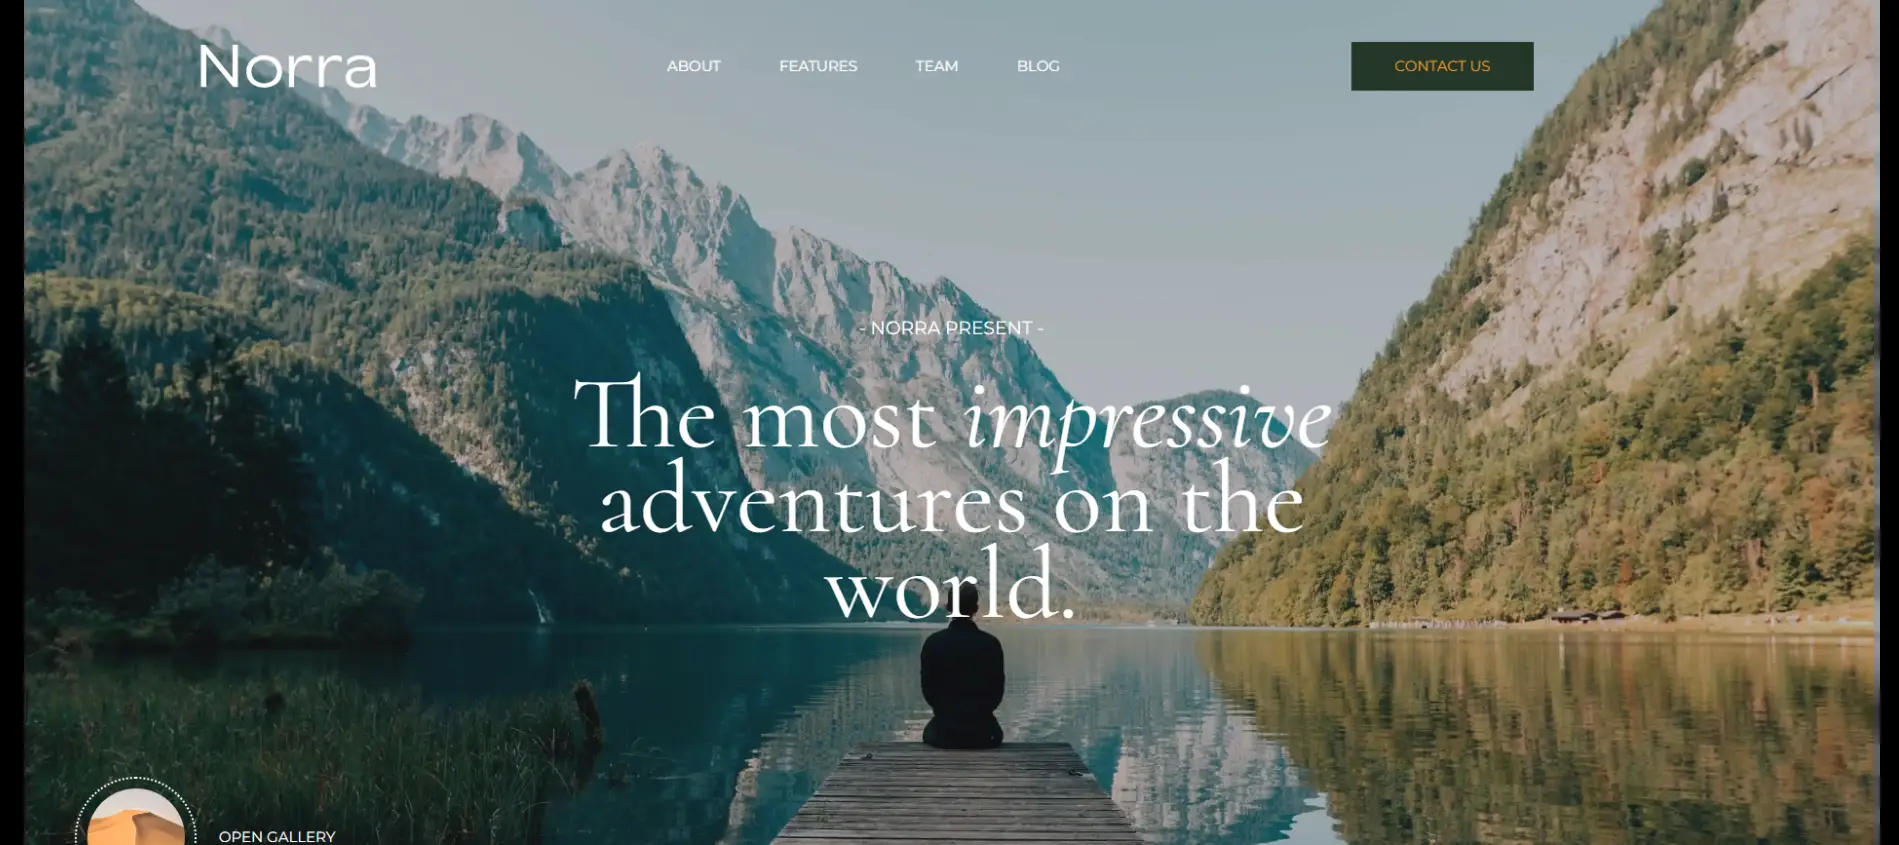 Norra
ABOUT
FEATURES
TEAM
BLOG
CONTACT US
- NORRA PRESENT -
The most impressive
adventures on the
world.
OPEN GALLERY